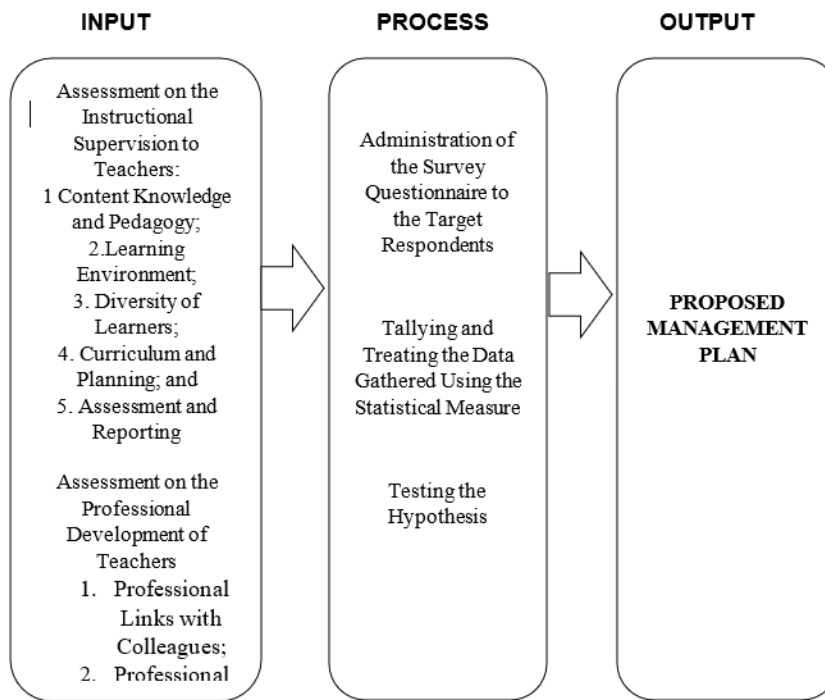 INPUT
Assessment on the
Instructional
Supervision to
Teachers:
1 Content Knowledge
and Pedagogy;
2.Learning
Environment;
3. Diversity of
Learners;
4. Curriculum and
Planning; and
5. Assessment and
Reporting
Assessment on the
Professional
Development of
Teachers
1. Professional
Links with
Colleagues;
2. Professional
PROCESS
Administration of
the Survey
Questionnaire to
the Target
Respondents
Tallying and
Treating the Data
Gathered Using the
Statistical Measure
Testing the
Hypothesis
OUTPUT
PROPOSED
MANAGEMENT
PLAN